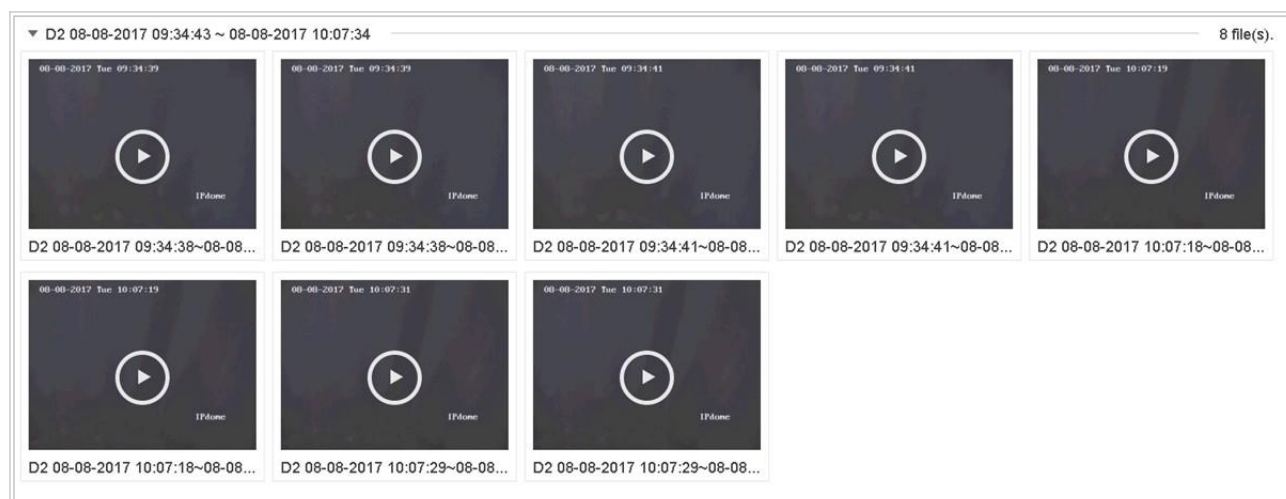 D2 08-08-2017 09:34:43 ~ 08-08-2017 10:07:34 8 file(s).
08-08-2017 Tue 09:34:39
IPdome
D2 08-08-2017 09:34:38~08-08...
08-08-2017 Tue 09:34:39
IPdome
D2 08-08-2017 09:34:38~08-08...
08-08-2017 Tue 09:34:41
IPdome
D2 08-08-2017 09:34:41~08-08...
08-08-2017 Tue 09:34:41
IPdome
D2 08-08-2017 09:34:41~08-08...
08-08-2017 Tue 10:07:19
IPdome
D2 08-08-2017 10:07:18~08-08...
08-08-2017 Tue 10:07:19
IPdome
D2 08-08-2017 10:07:18~08-08...
08-08-2017 Tue 10:07:31
IPdome
D2 08-08-2017 10:07:29~08-08...
08-08-2017 Tue 10:07:31
IPdome
D2 08-08-2017 10:07:29~08-08...